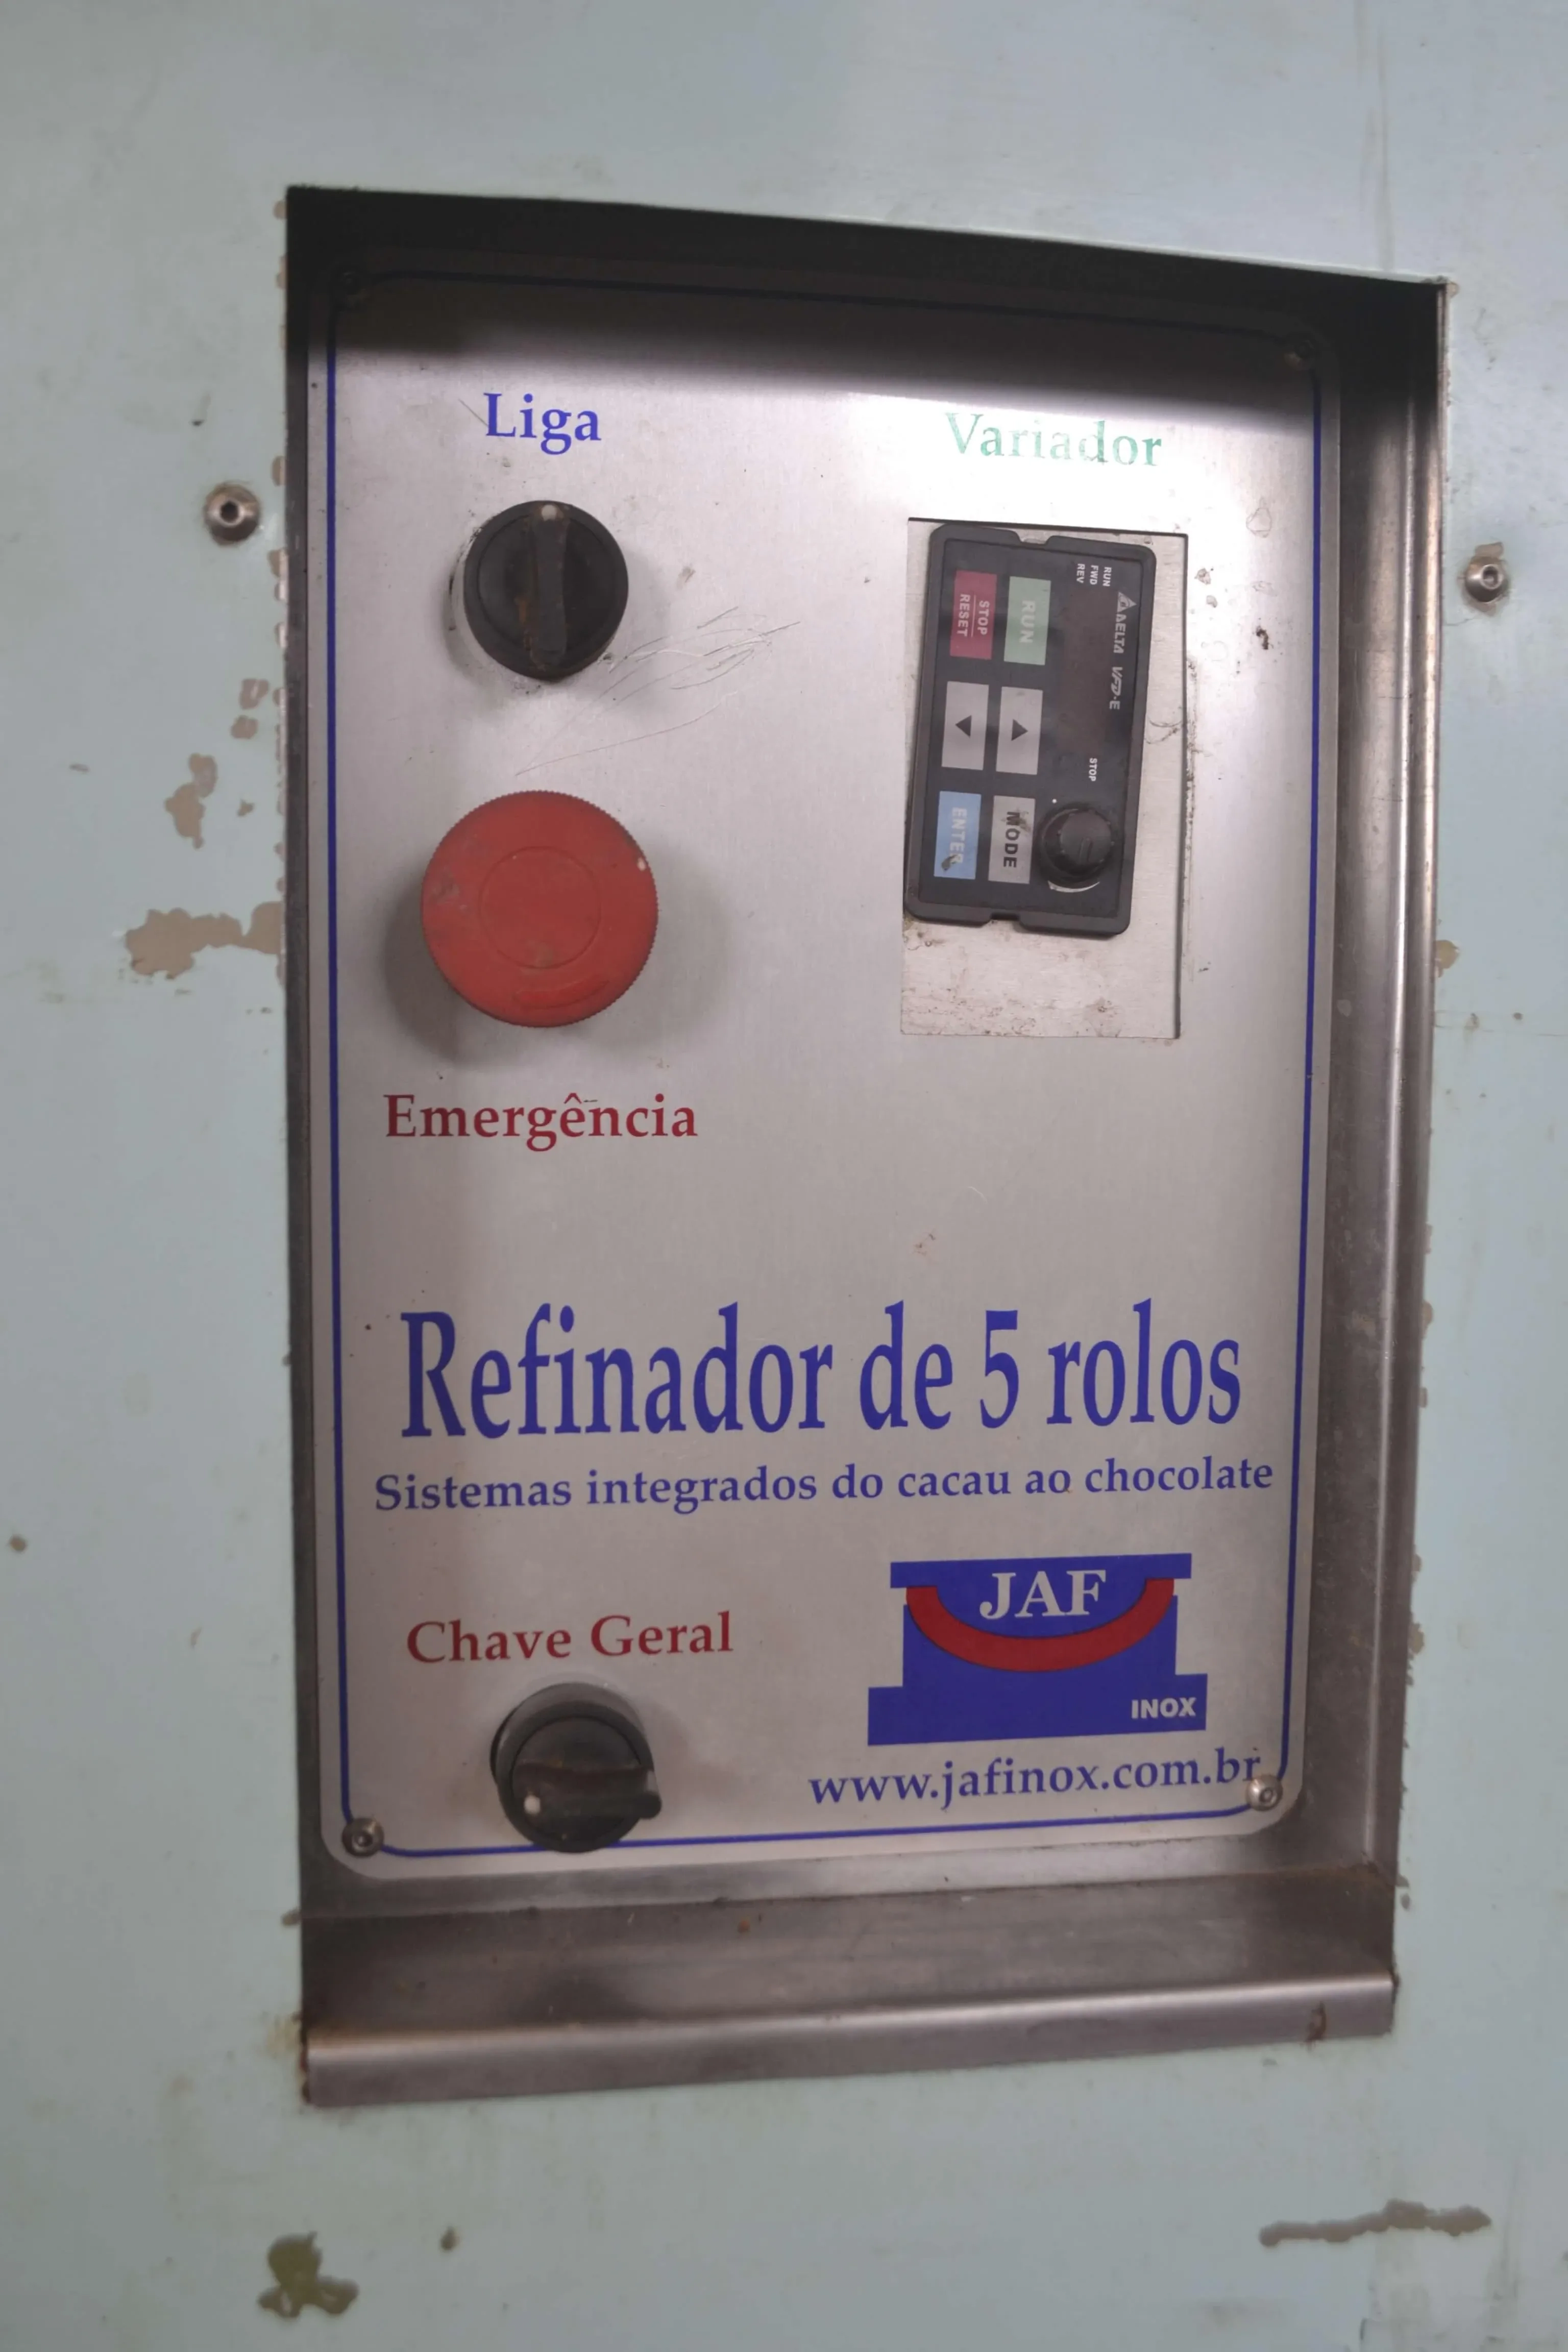 Liga
Variador
RUN
FWD
REV
DELTA VFD-E
STOP
RUN
STOP
RESET
MODE
ENTER
Emergência
Refinador de 5 rolos
Sistemas integrados do cacau ao chocolate
Chave Geral
JAF
INOX
www.jafinox.com.br